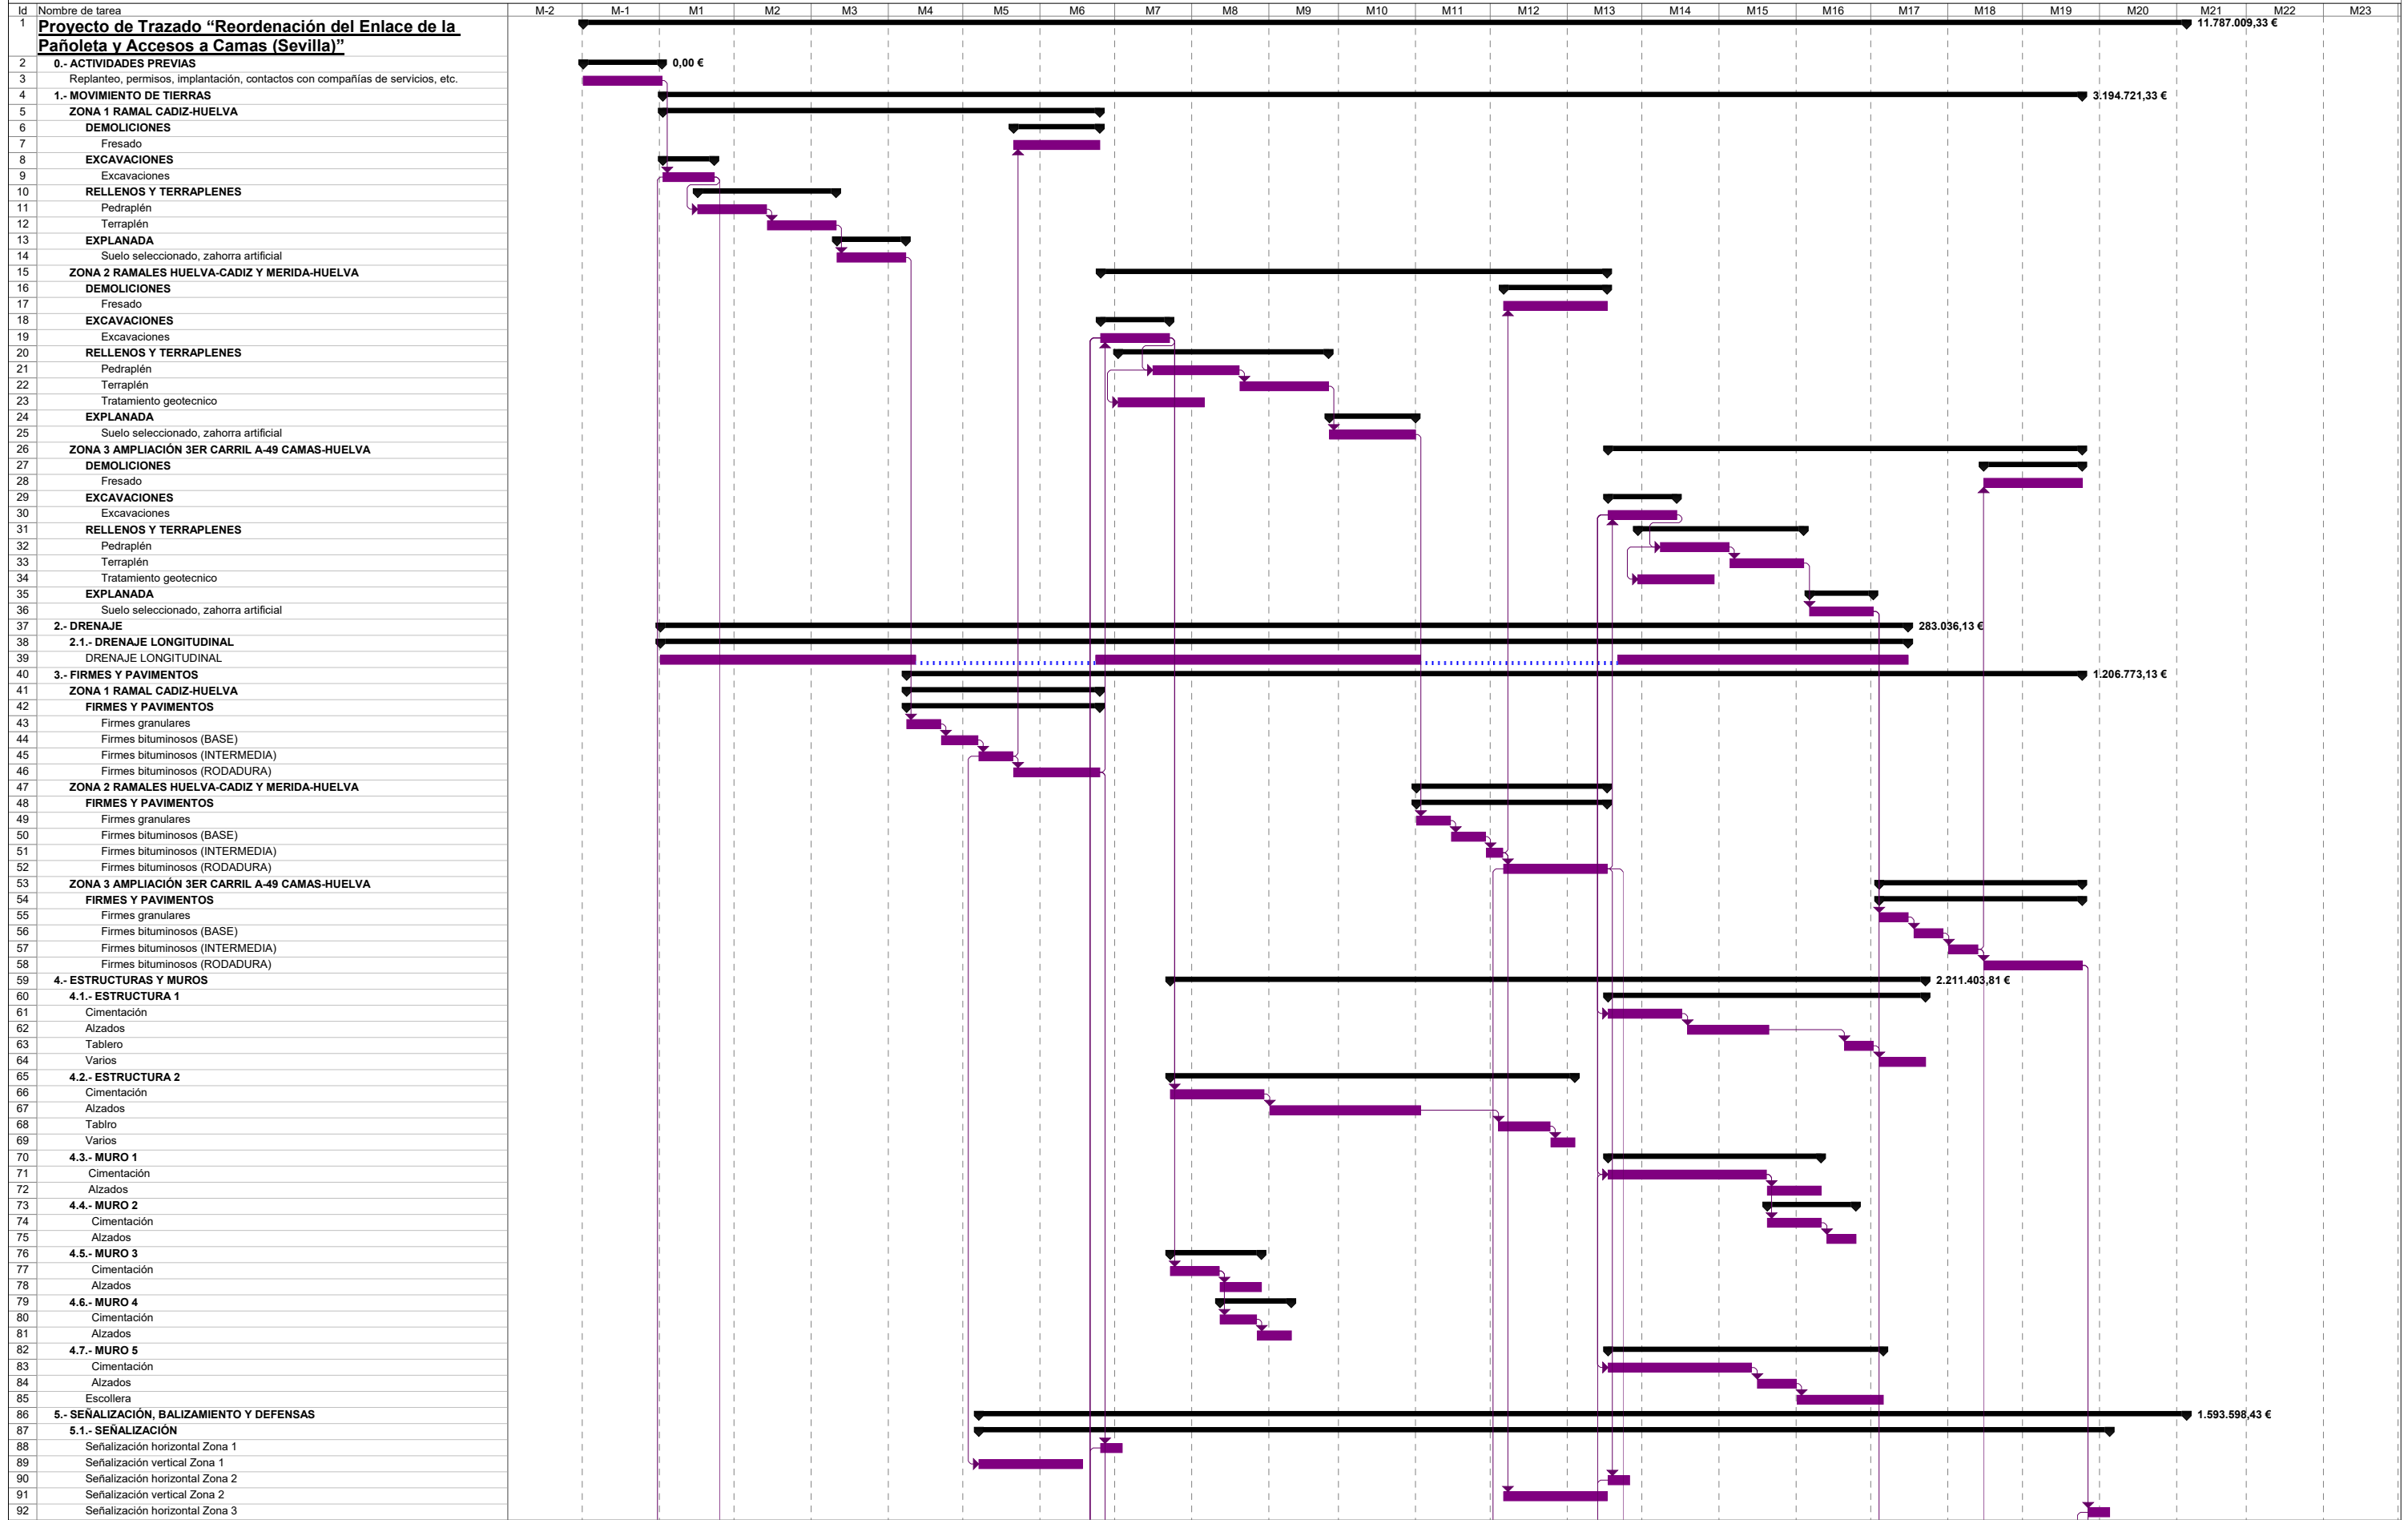 Id Nombre de tarea M-2 M-1 M1 M2 M3 M4 M5 M6 M7 M8 M9 M10 M11 M12 M13 M14 M15 M16 M17 M18 M19 M20 M21 M22 M23
1 Proyecto de Trazado “Reordenación del Enlace de la 11.787.009,33 €
Pañoleta y Accesos a Camas (Sevilla)”
2 0.- ACTIVIDADES PREVIAS 0,00 €
3 Replanteo, permisos, implantación, contactos con compañías de servicios, etc.
4 1.- MOVIMIENTO DE TIERRAS 3.194.721,33 €
5 ZONA 1 RAMAL CADIZ-HUELVA
6 DEMOLICIONES
7 Fresado
8 EXCAVACIONES
9 Excavaciones
10 RELLENOS Y TERRAPLENES
11 Pedraplén
12 Terraplén
13 EXPLANADA
14 Suelo seleccionado, zahorra artificial
15 ZONA 2 RAMALES HUELVA-CADIZ Y MERIDA-HUELVA
16 DEMOLICIONES
17 Fresado
18 EXCAVACIONES
19 Excavaciones
20 RELLENOS Y TERRAPLENES
21 Pedraplén
22 Terraplén
23 Tratamiento geotecnico
24 EXPLANADA
25 Suelo seleccionado, zahorra artificial
26 ZONA 3 AMPLIACIÓN 3ER CARRIL A-49 CAMAS-HUELVA
27 DEMOLICIONES
28 Fresado
29 EXCAVACIONES
30 Excavaciones
31 RELLENOS Y TERRAPLENES
32 Pedraplén
33 Terraplén
34 Tratamiento geotecnico
35 EXPLANADA
36 Suelo seleccionado, zahorra artificial
37 2.- DRENAJE 283.036,13 €
38 2.1.- DRENAJE LONGITUDINAL
39 DRENAJE LONGITUDINAL
40 3.- FIRMES Y PAVIMENTOS 1.206.773,13 €
41 ZONA 1 RAMAL CADIZ-HUELVA
42 FIRMES Y PAVIMENTOS
43 Firmes granulares
44 Firmes bituminosos (BASE)
45 Firmes bituminosos (INTERMEDIA)
46 Firmes bituminosos (RODADURA)
47 ZONA 2 RAMALES HUELVA-CADIZ Y MERIDA-HUELVA
48 FIRMES Y PAVIMENTOS
49 Firmes granulares
50 Firmes bituminosos (BASE)
51 Firmes bituminosos (INTERMEDIA)
52 Firmes bituminosos (RODADURA)
53 ZONA 3 AMPLIACIÓN 3ER CARRIL A-49 CAMAS-HUELVA
54 FIRMES Y PAVIMENTOS
55 Firmes granulares
56 Firmes bituminosos (BASE)
57 Firmes bituminosos (INTERMEDIA)
58 Firmes bituminosos (RODADURA)
59 4.- ESTRUCTURAS Y MUROS 2.211.403,81 €
60 4.1.- ESTRUCTURA 1
61 Cimentación
62 Alzados
63 Tablero
64 Varios
65 4.2.- ESTRUCTURA 2
66 Cimentación
67 Alzados
68 Tablro
69 Varios
70 4.3.- MURO 1
71 Cimentación
72 Alzados
73 4.4.- MURO 2
74 Cimentación
75 Alzados
76 4.5.- MURO 3
77 Cimentación
78 Alzados
79 4.6.- MURO 4
80 Cimentación
81 Alzados
82 4.7.- MURO 5
83 Cimentación
84 Alzados
85 Escollera
86 5.- SEÑALIZACIÓN, BALIZAMIENTO Y DEFENSAS 1.593.598,43 €
87 5.1.- SEÑALIZACIÓN
88 Señalización horizontal Zona 1
89 Señalización vertical Zona 1
90 Señalización horizontal Zona 2
91 Señalización vertical Zona 2
92 Señalización horizontal Zona 3